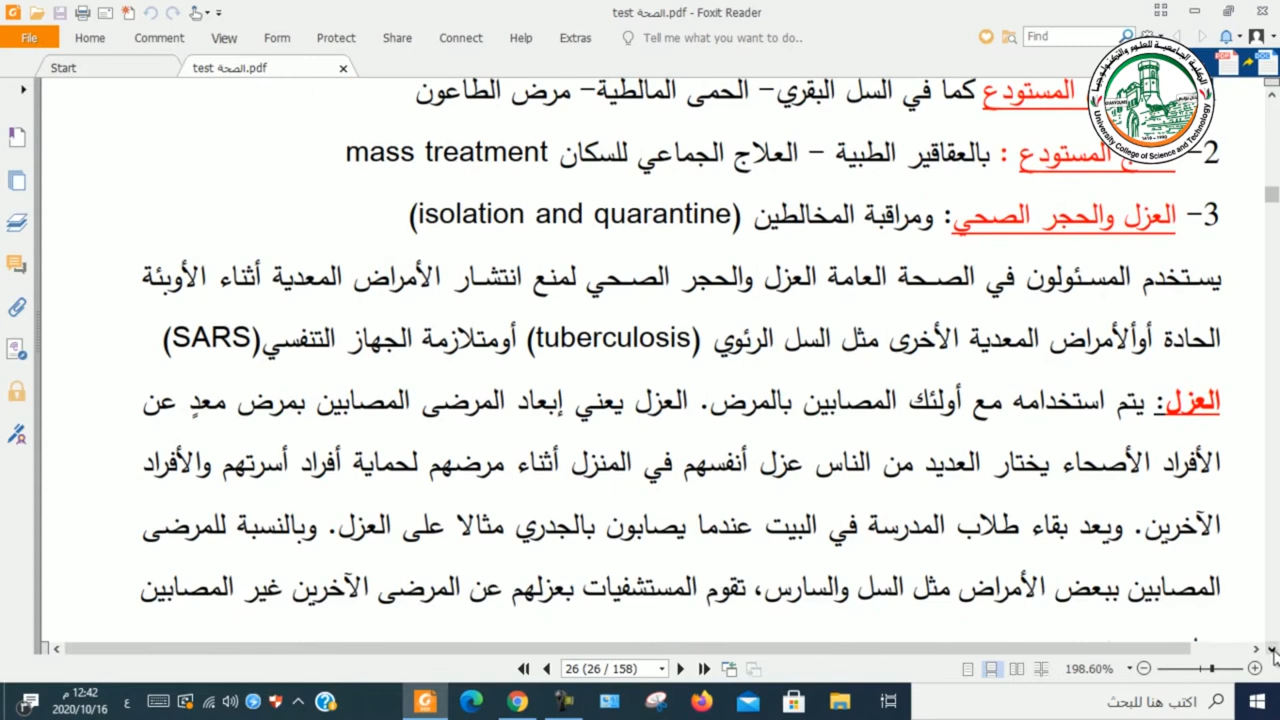 test الصحة.pdf - Foxit Reader
File Home Comment View Form Protect Share Connect Help Extras Tell me what you want to do.. Find
Start test الصحة.pdf
المستودع كما في السل البقري– الحمى المالطية– مرض الطاعون
2– المستودع : بالعقاقير الطبية – العلاج الجماعي للسكان mass treatment
3– العزل والحجر الصحي: ومراقبة المخالطين (isolation and quarantine)
يستخدم المسئولون في الصحة العامة العزل والحجر الصحي لمنع انتشار الأمراض المعدية أثناء الأوبئة
الحادة أوألأمراض المعدية الأخرى مثل السل الرئوي (tuberculosis) أومتلازمة الجهاز التنفسي(SARS)
العزل: يتم استخدامه مع أولئك المصابين بالمرض. العزل يعني إبعاد المرضى المصابين بمرض معدٍ عن
الأفراد الأصحاء يختار العديد من الناس عزل أنفسهم في المنزل أثناء مرضهم لحماية أفراد أسرتهم والأفراد
الآخرين. ويعد بقاء طلاب المدرسة في البيت عندما يصابون بالجدري مثالا على العزل. وبالنسبة للمرضى
المصابين ببعض الأمراض مثل السل والسارس، تقوم المستشفيات بعزلهم عن المرضى الآخرين غير المصابين
الكلية الجامعية للعلوم والتكنولوجيا
University College of Science and Technology
26 (26 / 158)
198.60%
12:42 م
2020/10/16
ع
اكتب هنا للبحث